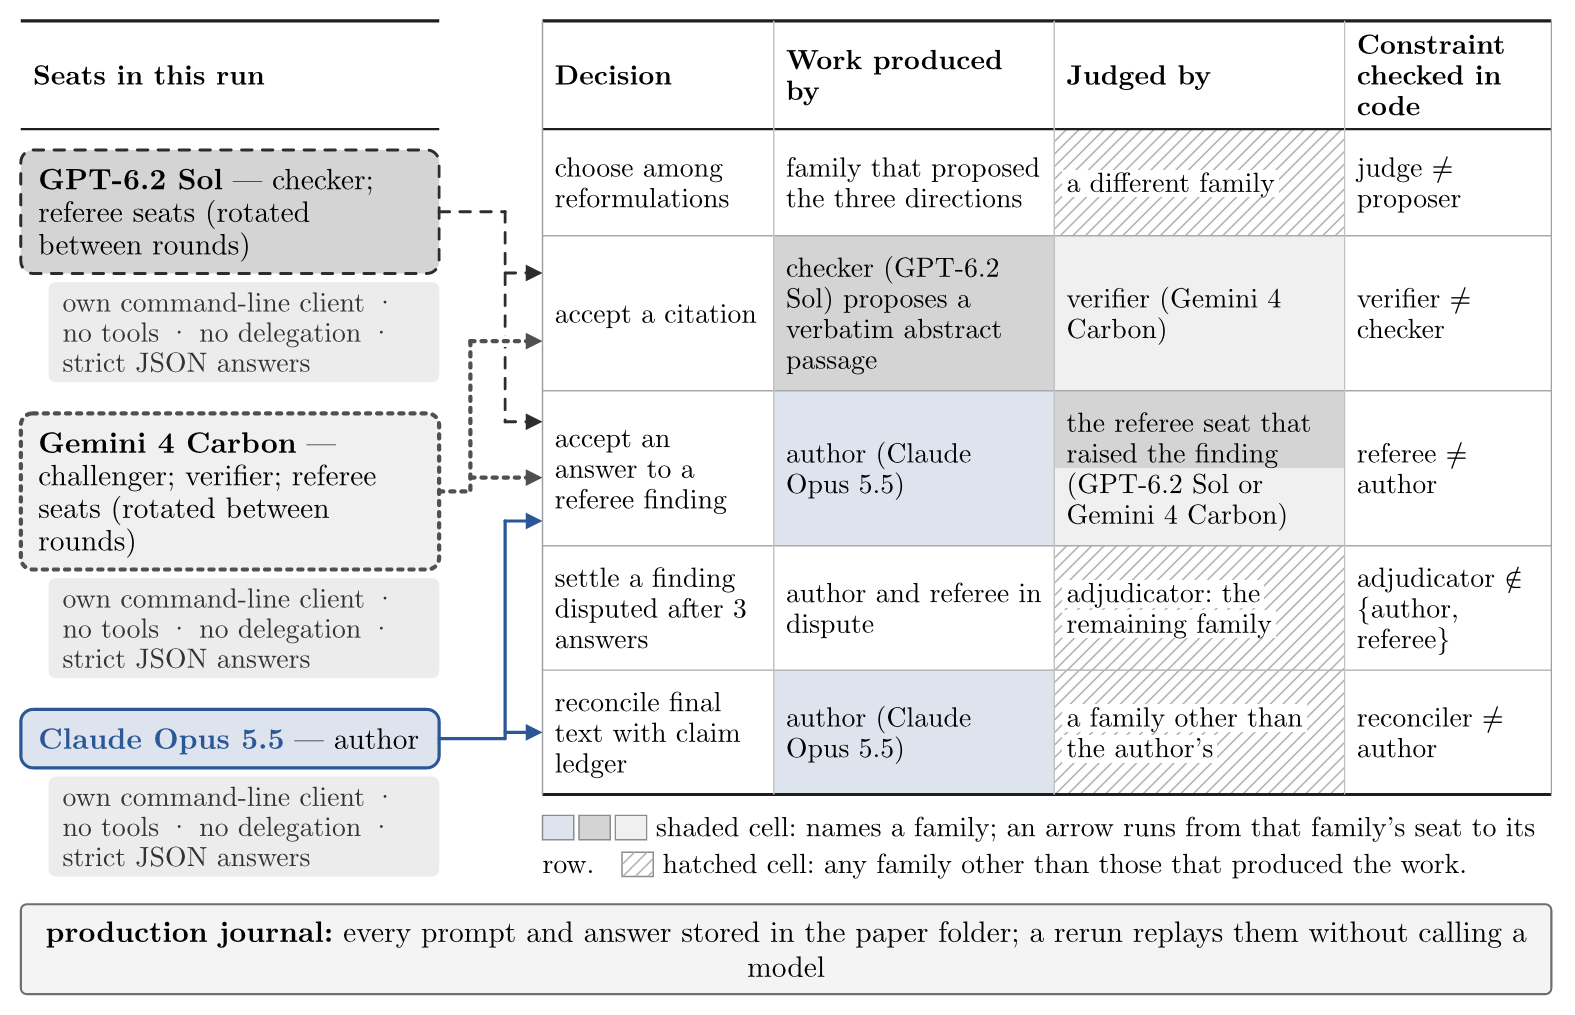 Seats in this run
GPT-6.2 Sol — checker;
referee seats (rotated
between rounds)
own command-line client ·
no tools · no delegation ·
strict JSON answers
Gemini 4 Carbon —
challenger; verifier; referee
seats (rotated between
rounds)
own command-line client ·
no tools · no delegation ·
strict JSON answers
Claude Opus 5.5 — author
own command-line client ·
no tools · no delegation ·
strict JSON answers
Decision
Work produced
by
Judged by
Constraint
checked in
code
choose among
reformulations
family that proposed
the three directions
a different family
judge ≠
proposer
accept a citation
checker (GPT-6.2
Sol) proposes a
verbatim abstract
passage
verifier (Gemini 4
Carbon)
verifier ≠
checker
accept an
answer to a
referee finding
author (Claude
Opus 5.5)
the referee seat that
raised the finding
(GPT-6.2 Sol or
Gemini 4 Carbon)
referee ≠
author
settle a finding
disputed after 3
answers
author and referee in
dispute
adjudicator: the
remaining family
adjudicator ∉
{author,
referee}
reconcile final
text with claim
ledger
author (Claude
Opus 5.5)
a family other than
the author's
reconciler ≠
author
shaded cell: names a family; an arrow runs from that family's seat to its
row. hatched cell: any family other than those that produced the work.
production journal: every prompt and answer stored in the paper folder; a rerun replays them without calling a
model